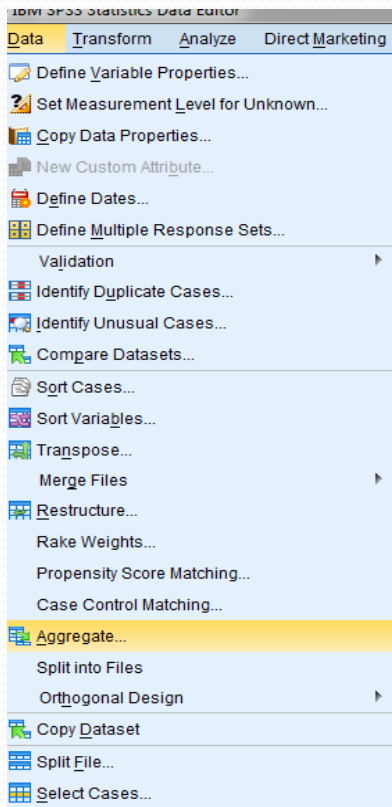 IBM SPSS Statistics Data Editor
Data Transform Analyze Direct Marketing
Define Variable Properties...
Set Measurement Level for Unknown...
Copy Data Properties...
New Custom Attribute...
Define Dates...
Define Multiple Response Sets...
Validation
Identify Duplicate Cases...
Identify Unusual Cases...
Compare Datasets...
Sort Cases...
Sort Variables...
Transpose...
Merge Files
Restructure...
Rake Weights...
Propensity Score Matching...
Case Control Matching...
Aggregate...
Split into Files
Orthogonal Design
Copy Dataset
Split File...
Select Cases...